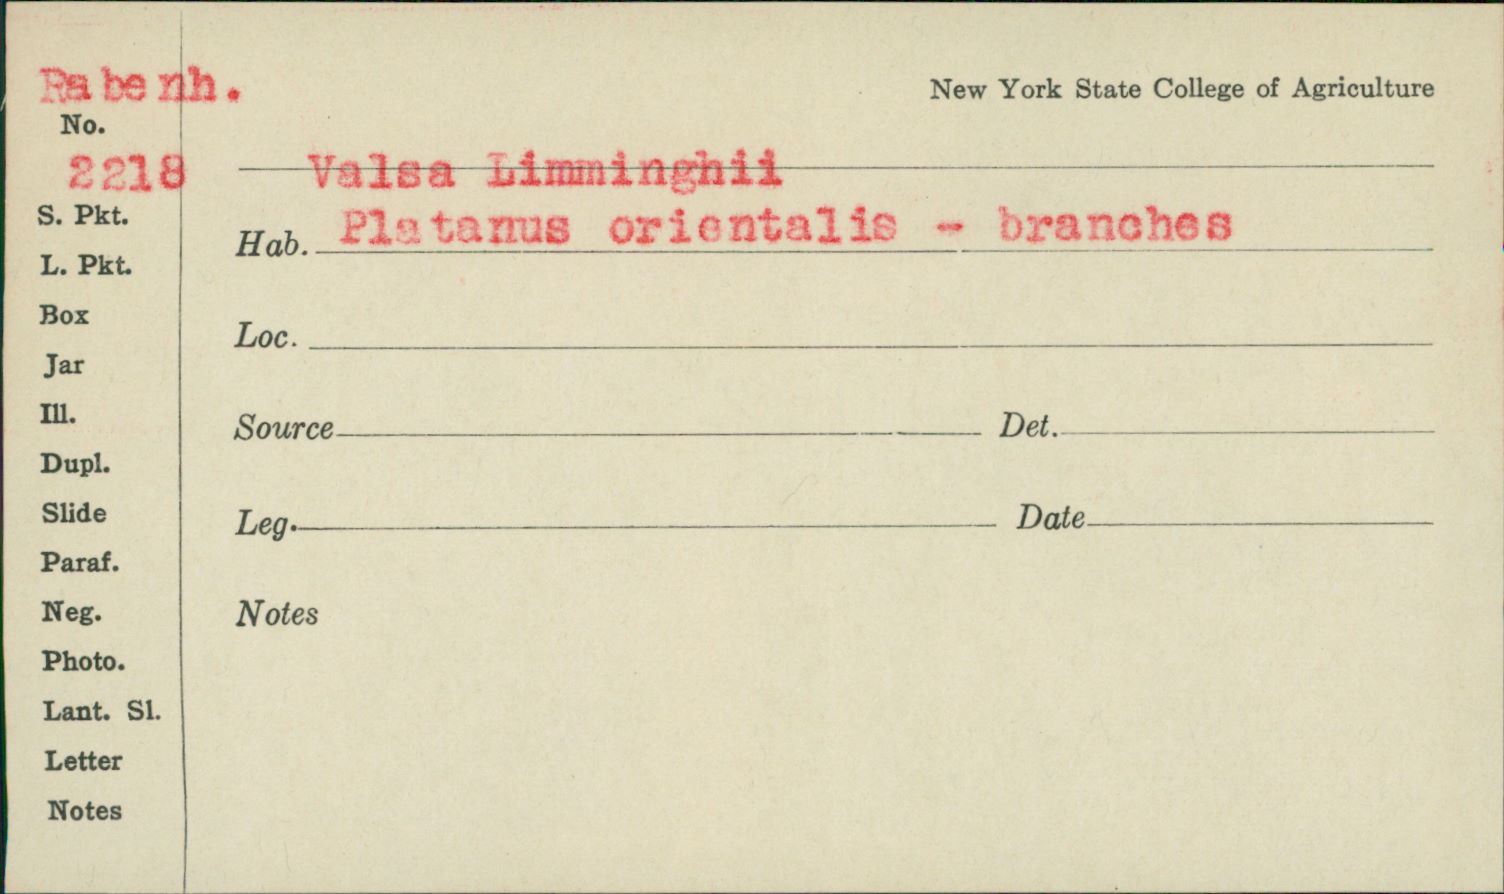 Rabenh.
New York State College of Agriculture
No.
2218
Valsa Limminghii
S. Pkt.
Hab. Platanus orientalis - branches
L. Pkt.
Box
Loc.
Jar
Ill.
Source Det.
Dupl.
Slide
Leg. Date
Paraf.
Neg.
Notes
Photo.
Lant. Sl.
Letter
Notes